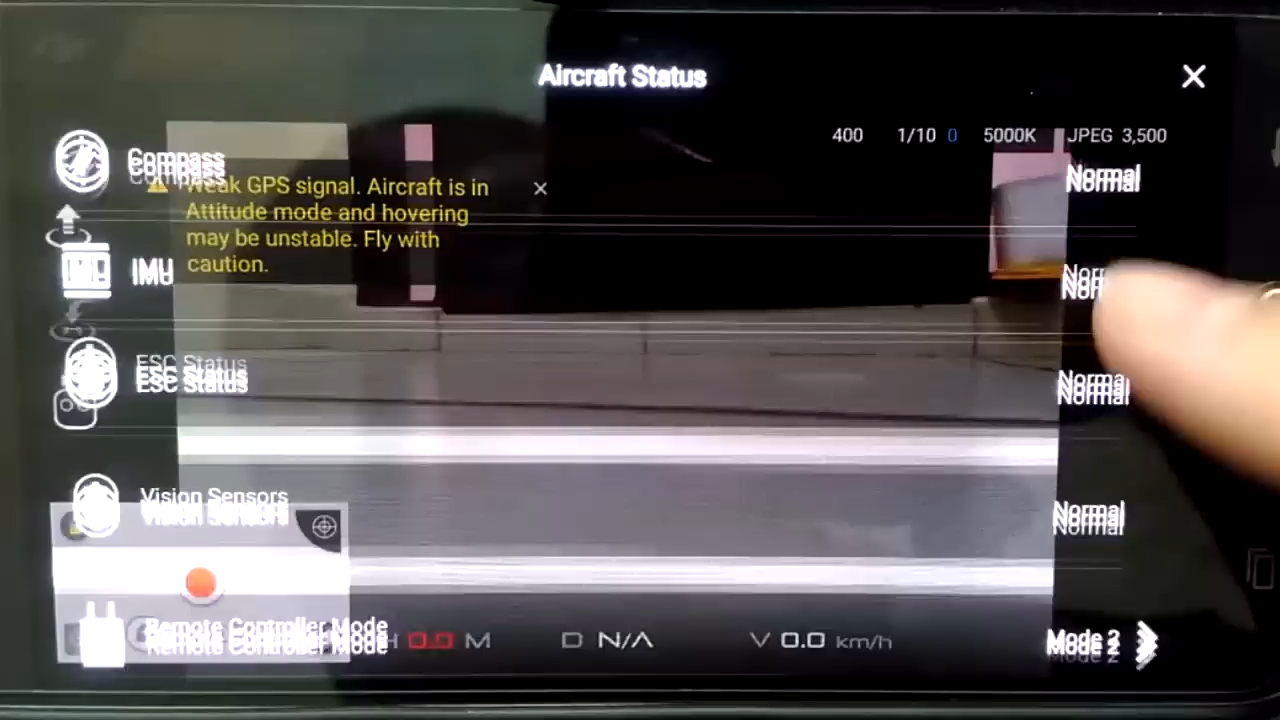 Aircraft Status
400 1/10 0 5000K JPEG 3,500
Compass Normal
Weak GPS signal. Aircraft is in
Attitude mode and hovering
may be unstable. Fly with
caution.
IMU Normal
ESC Status Normal
Vision Sensors Normal
Remote Controller Mode Mode 2
H 0.0 M D N/A V 0.0 km/h